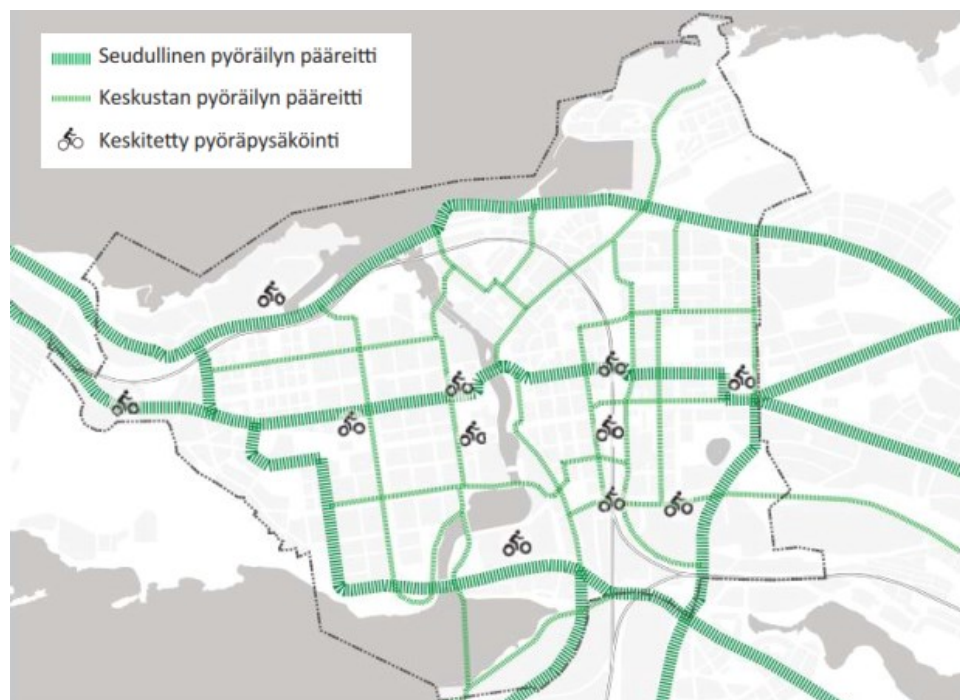 Seudullinen pyöräilyn pääreitti
Keskustan pyöräilyn pääreitti
Keskitetty pyöräpysäköinti